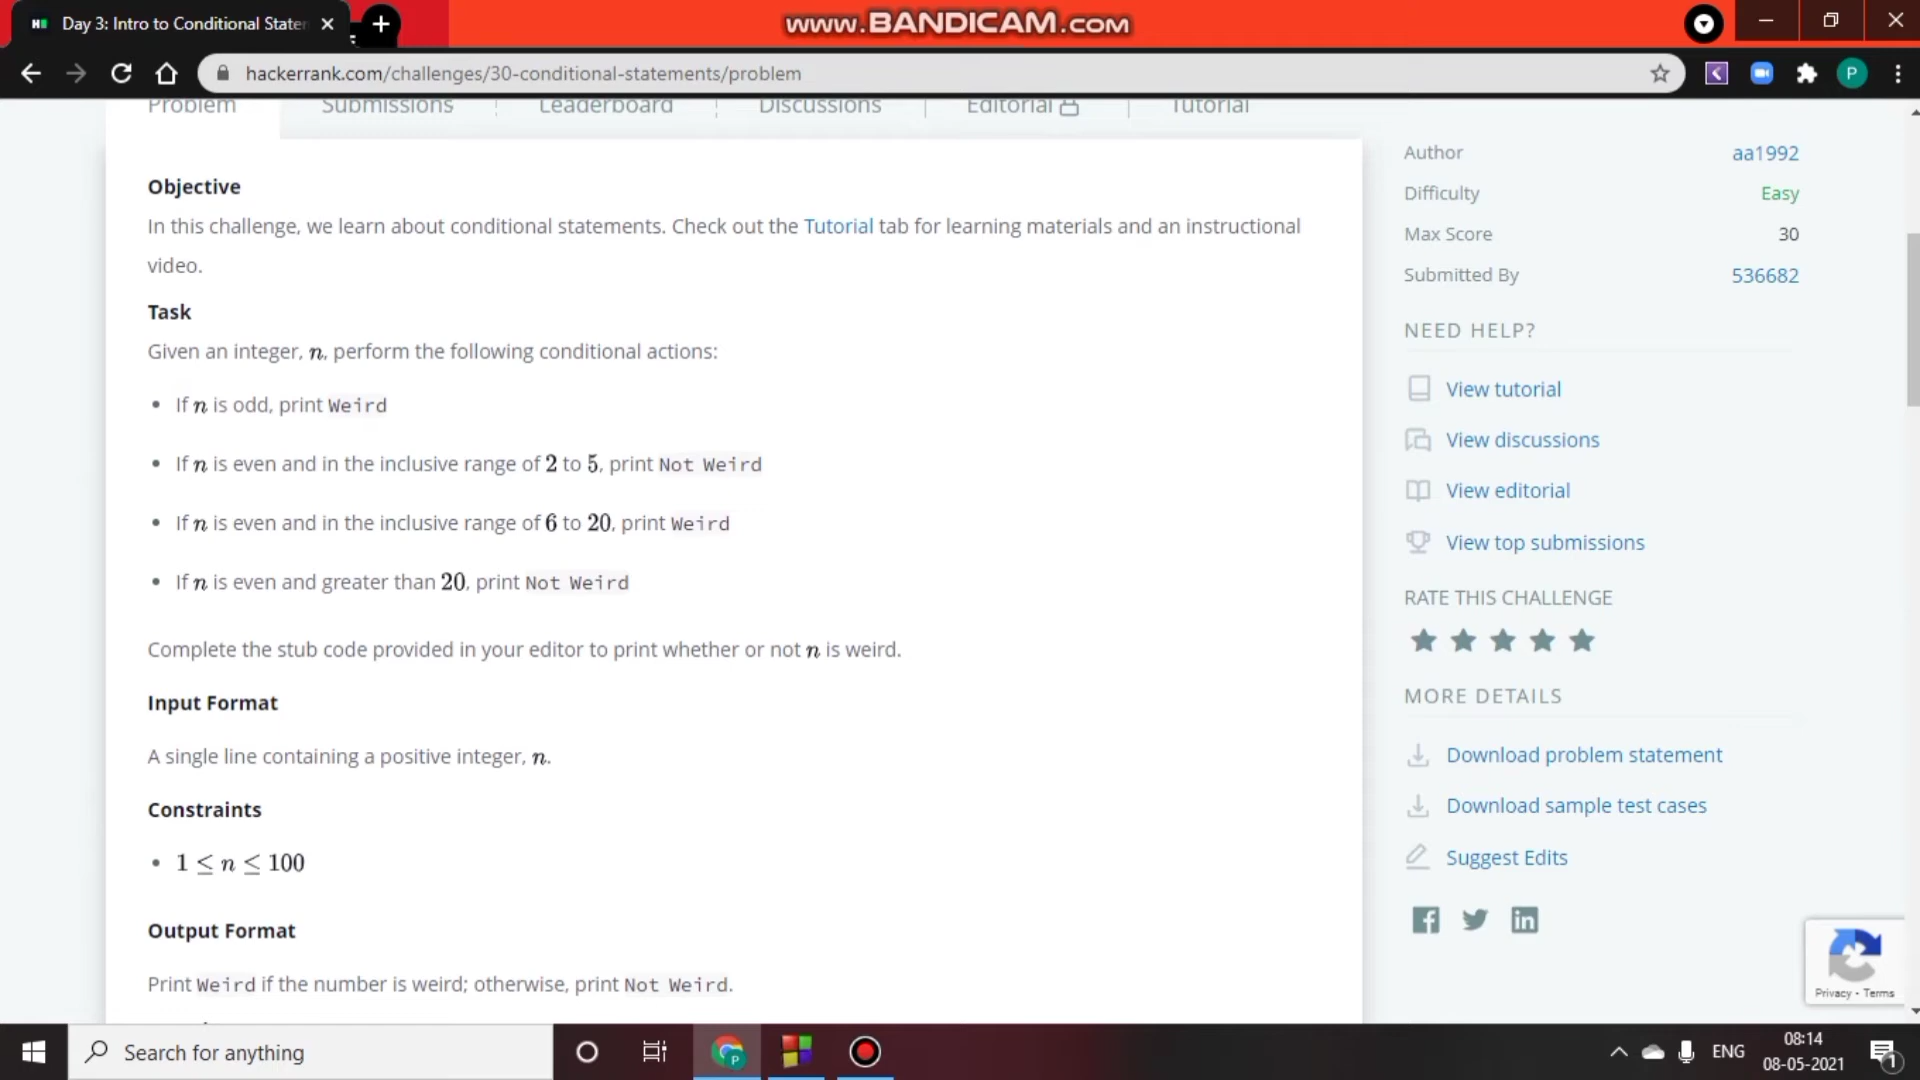 Day 3: Intro to Conditional State
www.BANDICAM.com
hackerrank.com/challenges/30-conditional-statements/problem
P
Problem
Submissions
Leaderboard
Discussions
Editorial
Tutorial
Objective
In this challenge, we learn about conditional statements. Check out the Tutorial tab for learning materials and an instructional
video.
Task
Given an integer, n, perform the following conditional actions:
• If n is odd, print Weird
• If n is even and in the inclusive range of 2 to 5, print Not Weird
• If n is even and in the inclusive range of 6 to 20, print Weird
• If n is even and greater than 20, print Not Weird
Complete the stub code provided in your editor to print whether or not n is weird.
Input Format
A single line containing a positive integer, n.
Constraints
• 1 ≤ n ≤ 100
Output Format
Print Weird if the number is weird; otherwise, print Not Weird.
Author aa1992
Difficulty Easy
Max Score 30
Submitted By 536682
NEED HELP?
View tutorial
View discussions
View editorial
View top submissions
RATE THIS CHALLENGE
MORE DETAILS
Download problem statement
Download sample test cases
Suggest Edits
Privacy - Terms
Search for anything
P
ENG
08:14
08-05-2021
1